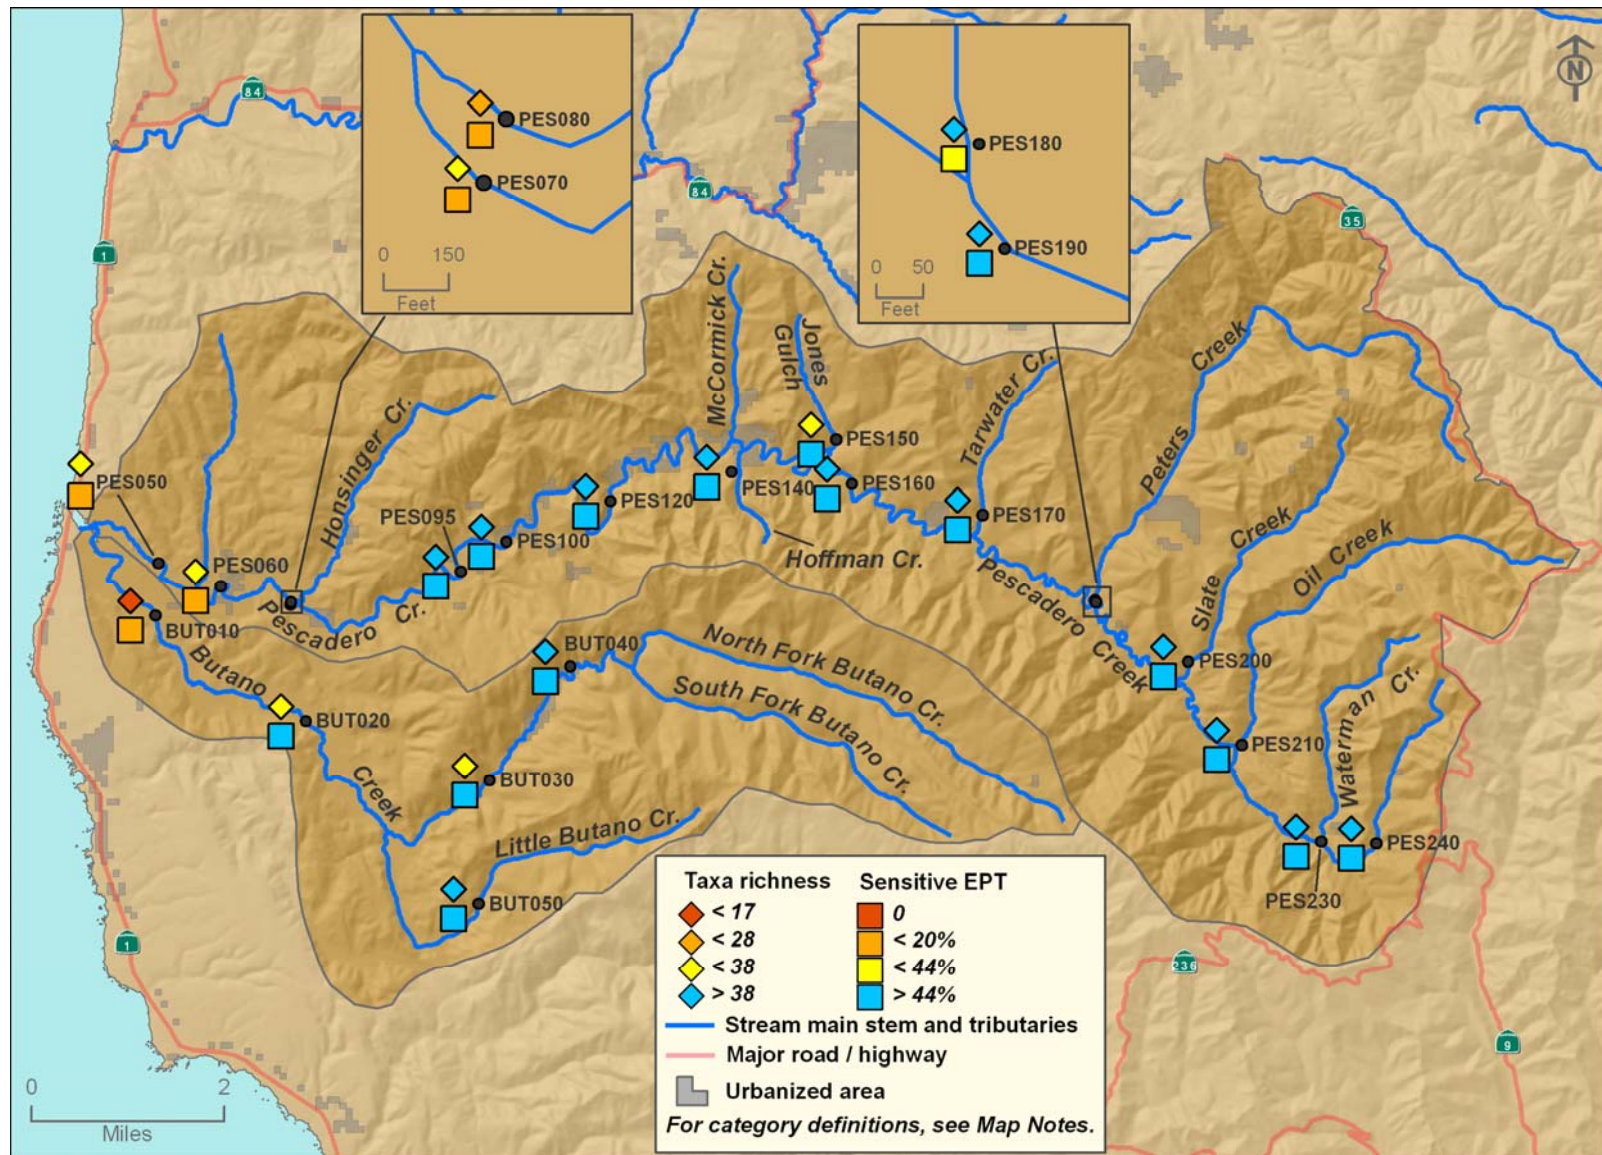 84
PES080
PES070
0 150
Feet
PES180
PES190
0 50
Feet
N
84
35
1
McCormick Cr.
Jones
Gulch
Tarwater Cr.
Peters Creek
Honsinger Cr.
PES050
PES095
PES100
PES120
PES140
PES150
PES160
PES170
Hoffman Cr.
PES060
Pescadero Cr.
Pescadero Creek
Slate Creek
Oil Creek
BUT010
Butano Creek
BUT040
North Fork Butano Cr.
South Fork Butano Cr.
PES200
BUT020
PES210
Waterman Cr.
BUT030
Little Butano Cr.
PES240
PES230
BUT050
1
236
9
Taxa richness Sensitive EPT
< 17 0
< 28 < 20%
< 38 < 44%
> 38 > 44%
Stream main stem and tributaries
Major road / highway
Urbanized area
For category definitions, see Map Notes.
0 2
Miles